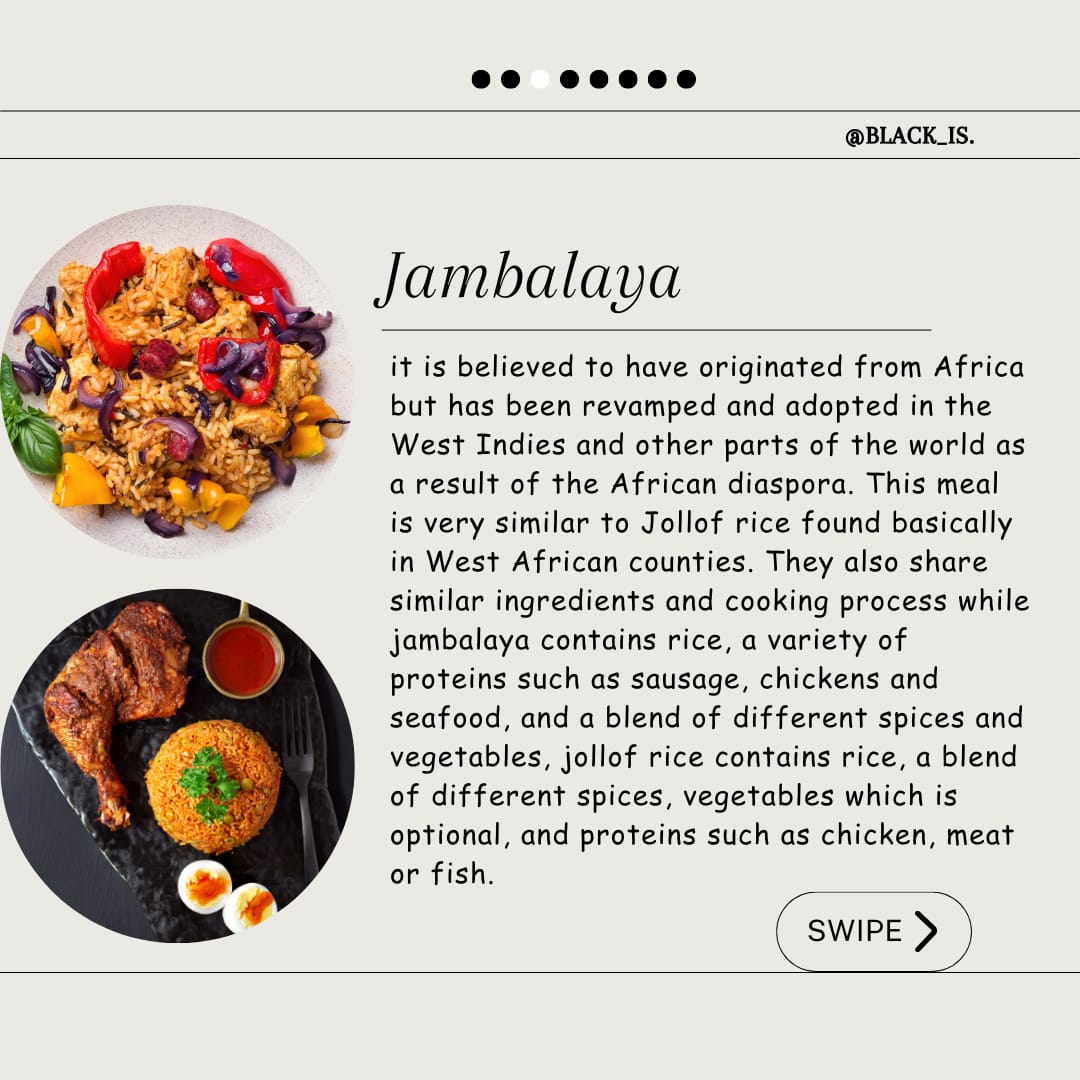 @BLACK_IS.
Jambalaya
it is believed to have originated from Africa
but has been revamped and adopted in the
West Indies and other parts of the world as
a result of the African diaspora. This meal
is very similar to Jollof rice found basically
in West African counties. They also share
similar ingredients and cooking process while
jambalaya contains rice, a variety of
proteins such as sausage, chickens and
seafood, and a blend of different spices and
vegetables, jollof rice contains rice, a blend
of different spices, vegetables which is
optional, and proteins such as chicken, meat
or fish.
SWIPE